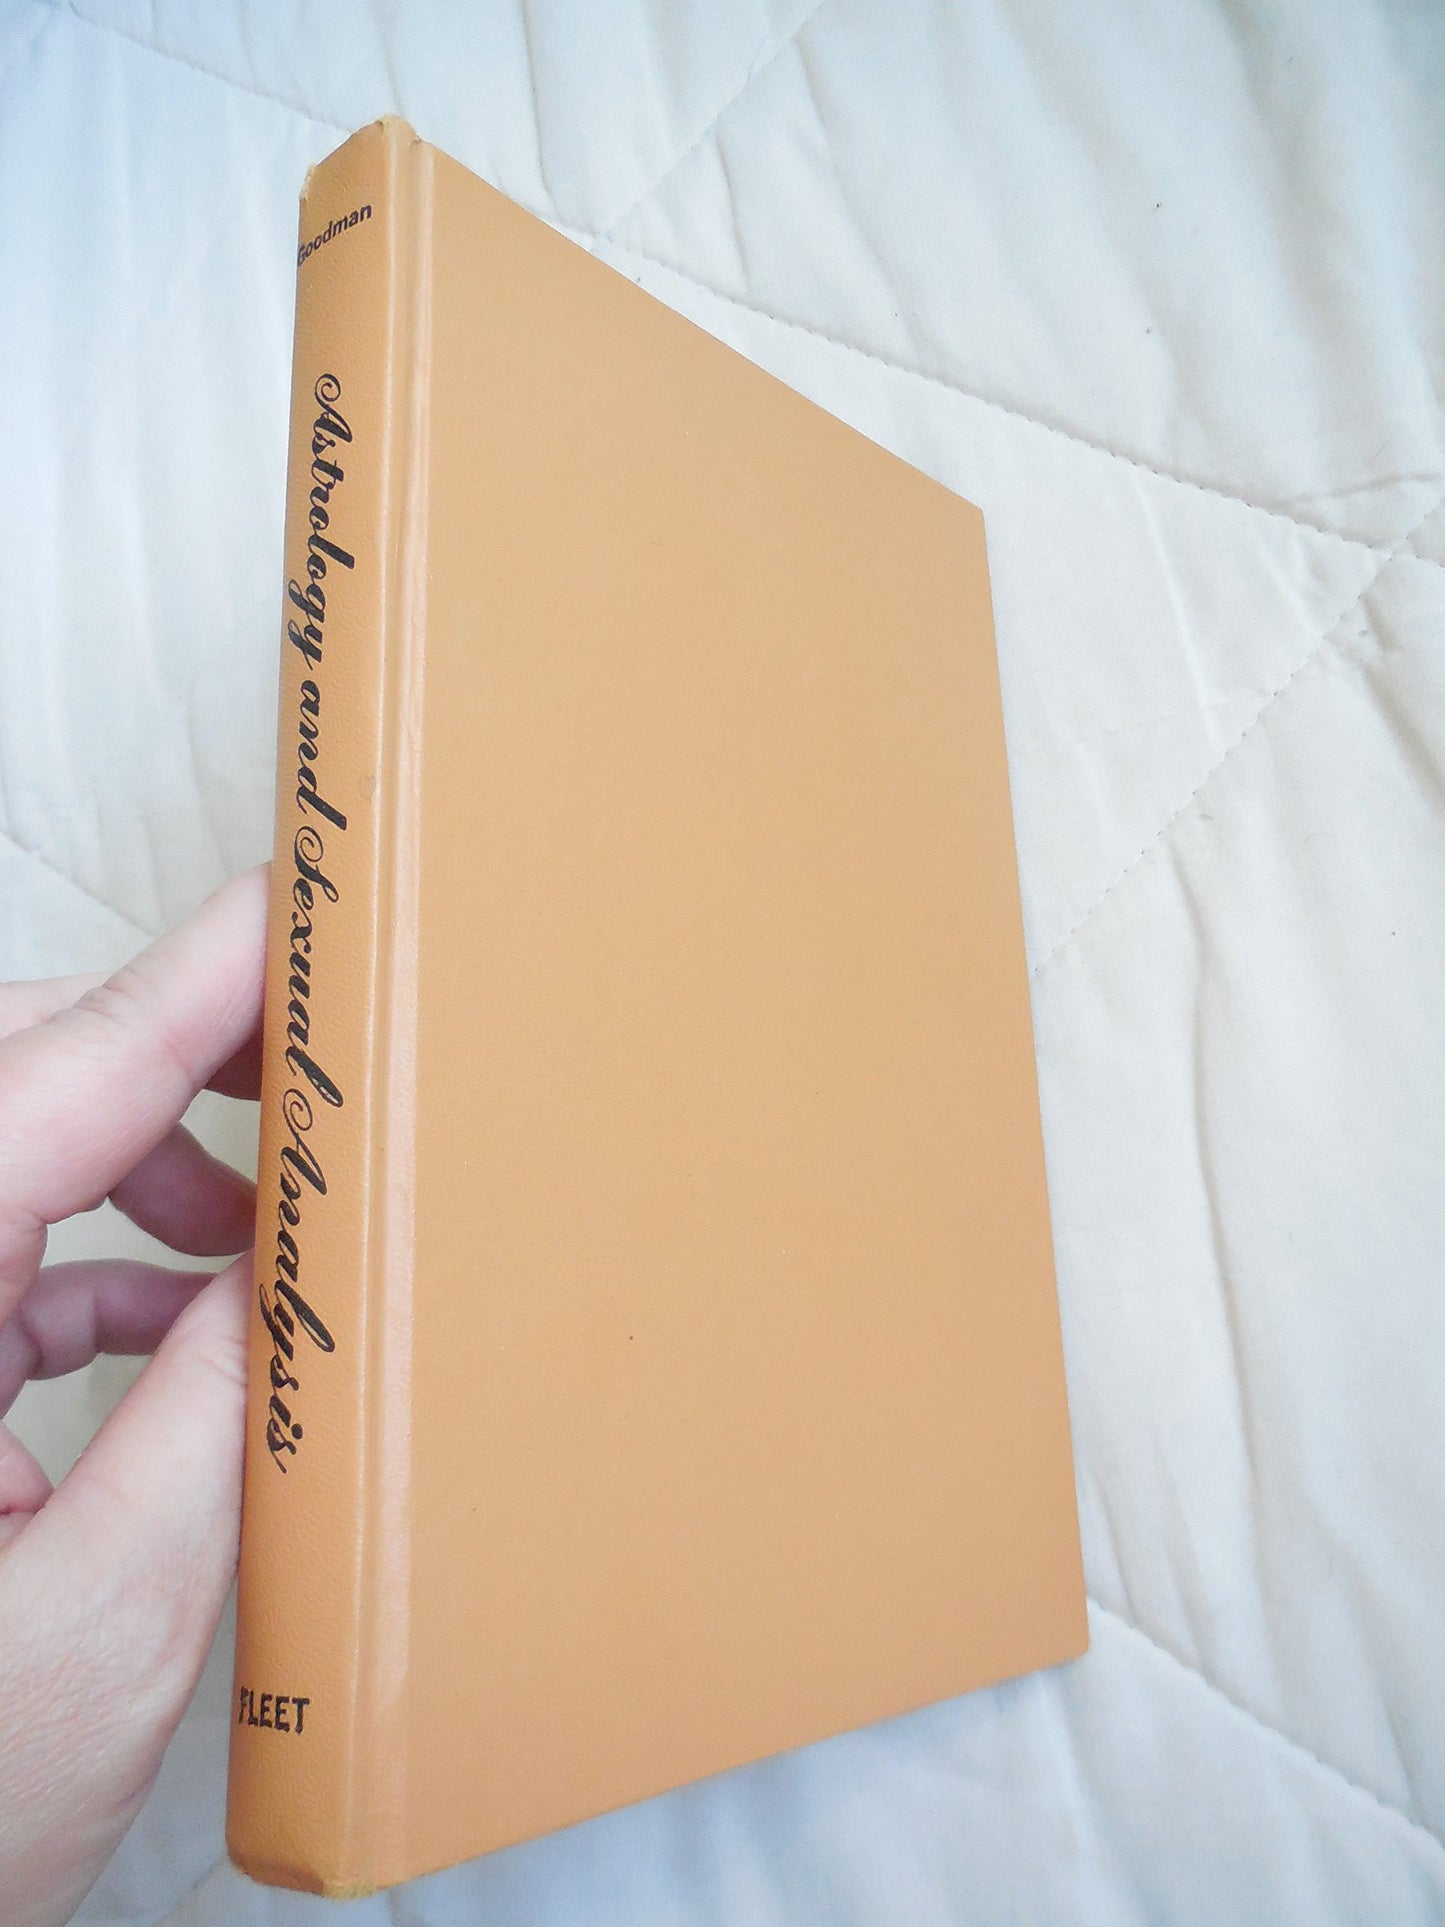 Goodman
Astrology and Sexual Analysis
FLEET